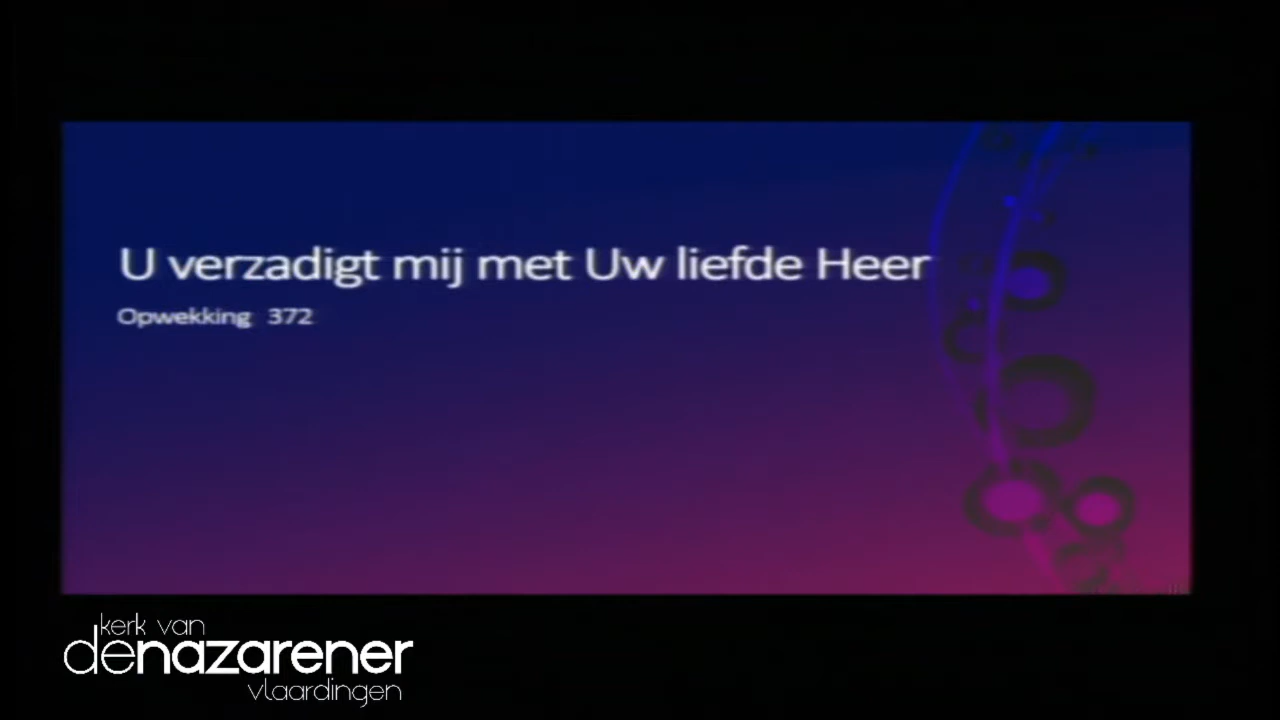 U verzadigt mij met Uw liefde Heer
Opwekking 372
kerk van
denazarener
vlaardingen